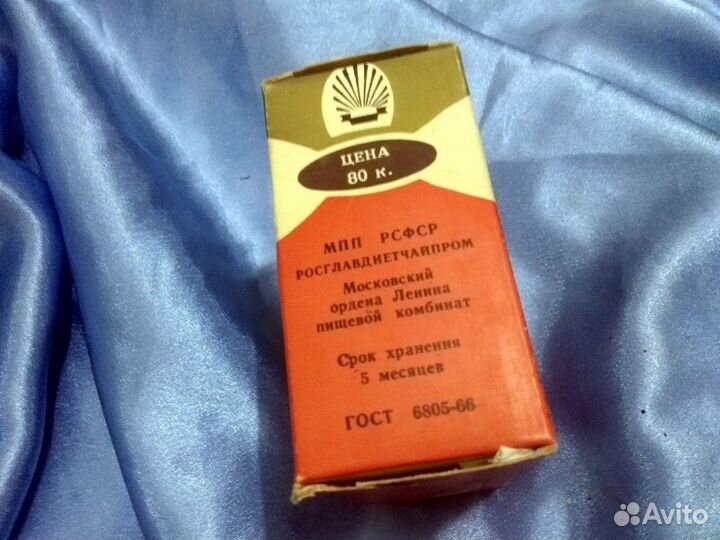 ЦЕНА
80 к.
МПП РСФСР
РОСГЛАВДИЕТЧАЙПРОМ
Московский
ордена Ленина
пищевой комбинат
Срок хранения
5 месяцев
ГОСТ 6805-66
Avito